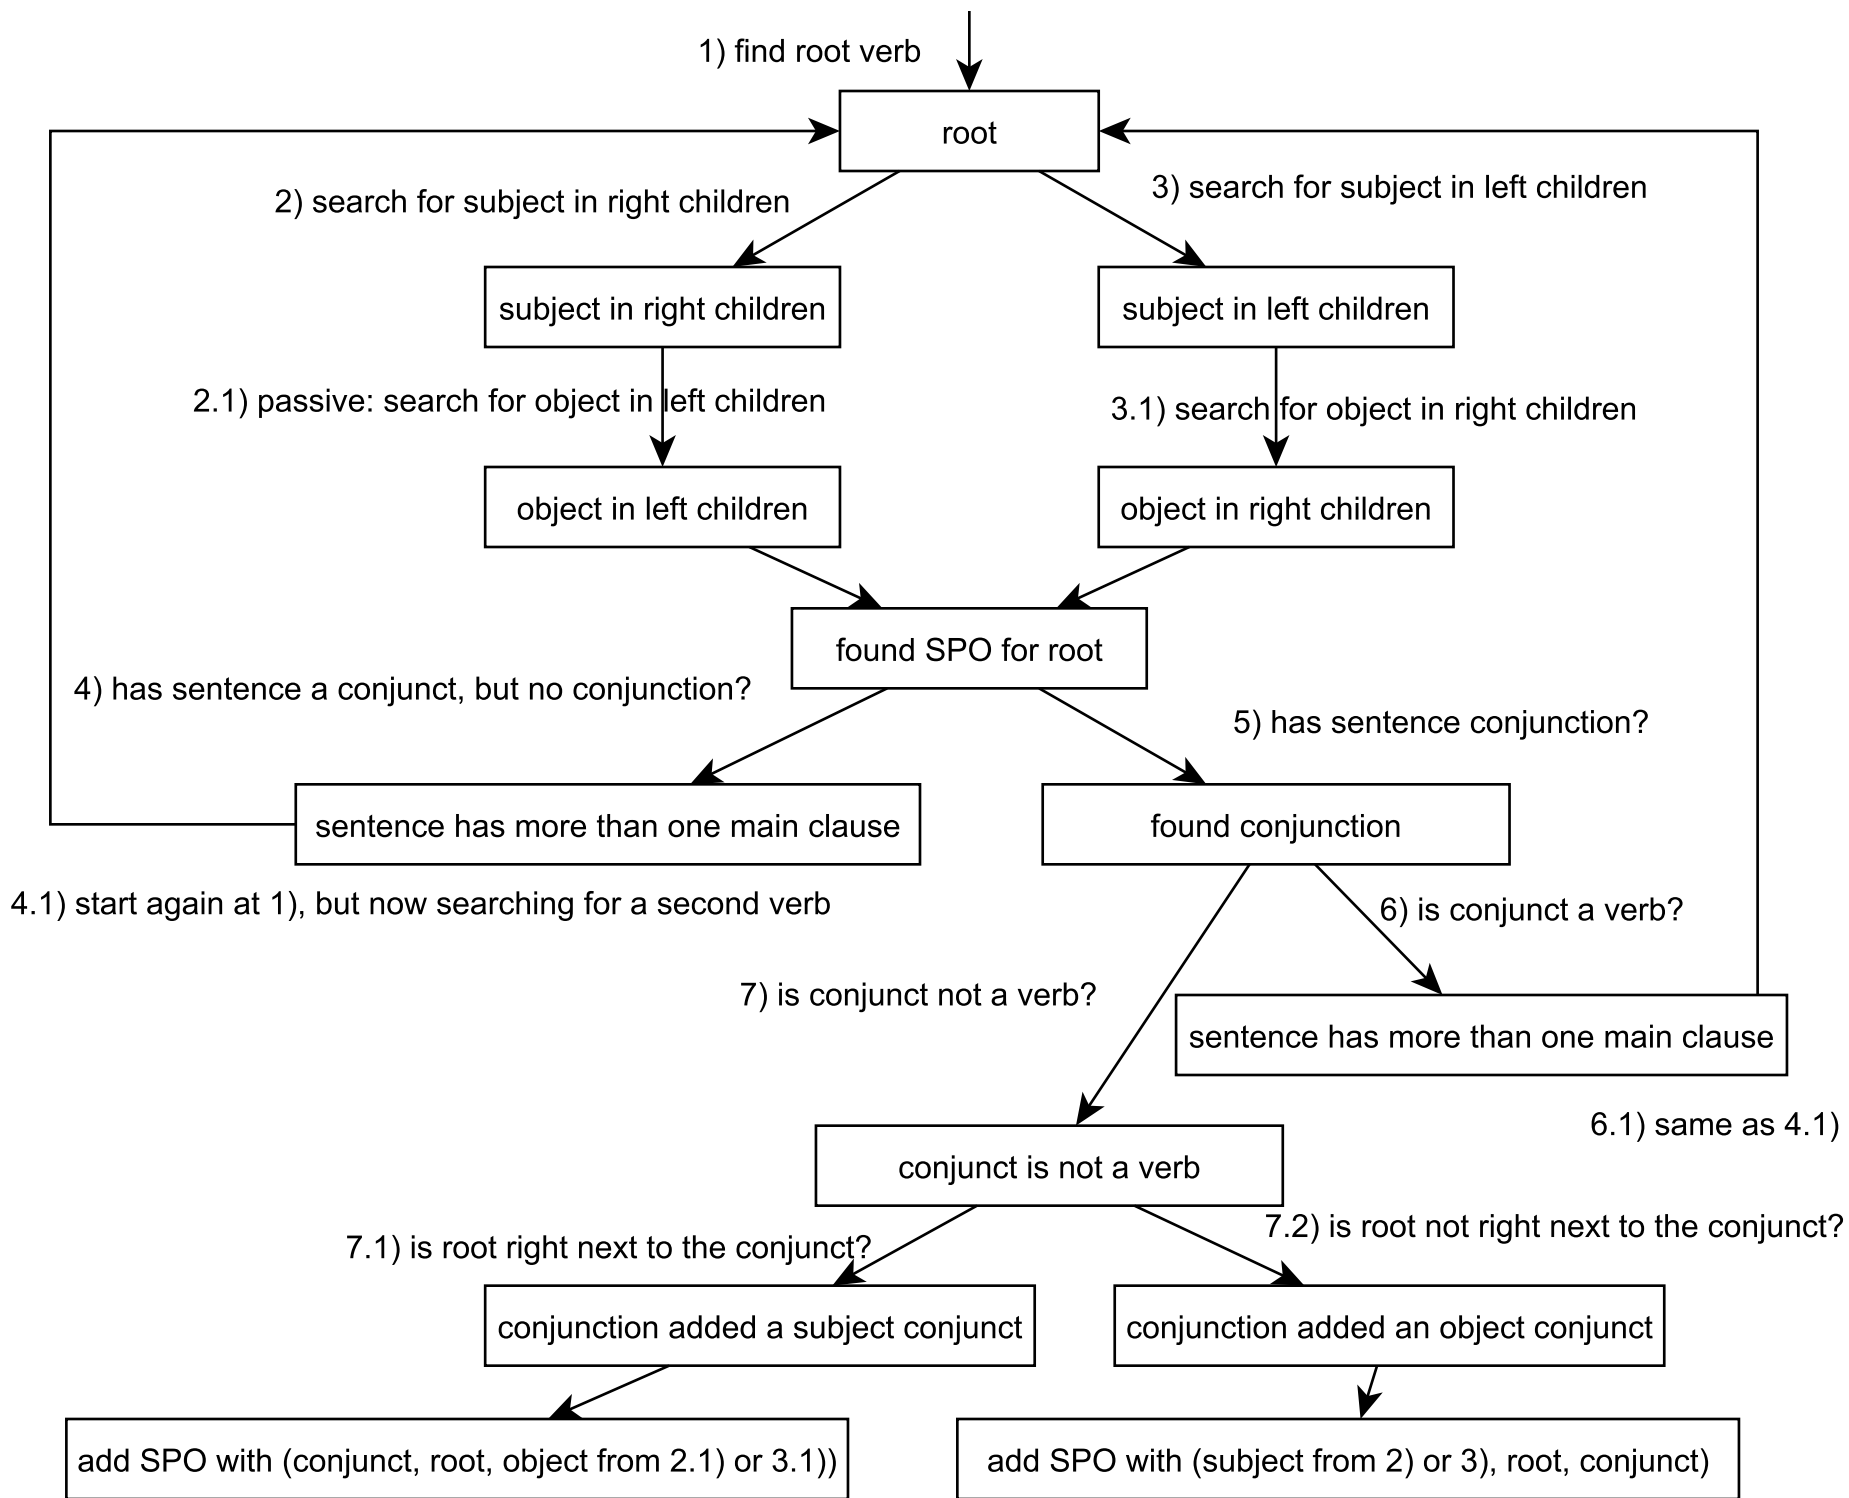 1) find root verb
root
2) search for subject in right children
3) search for subject in left children
subject in right children
subject in left children
2.1) passive: search for object in left children
3.1) search for object in right children
object in left children
object in right children
found SPO for root
4) has sentence a conjunct, but no conjunction?
5) has sentence conjunction?
sentence has more than one main clause
found conjunction
4.1) start again at 1), but now searching for a second verb
6) is conjunct a verb?
7) is conjunct not a verb?
sentence has more than one main clause
6.1) same as 4.1)
conjunct is not a verb
7.1) is root right next to the conjunct?
7.2) is root not right next to the conjunct?
conjunction added a subject conjunct
conjunction added an object conjunct
add SPO with (conjunct, root, object from 2.1) or 3.1))
add SPO with (subject from 2) or 3), root, conjunct)